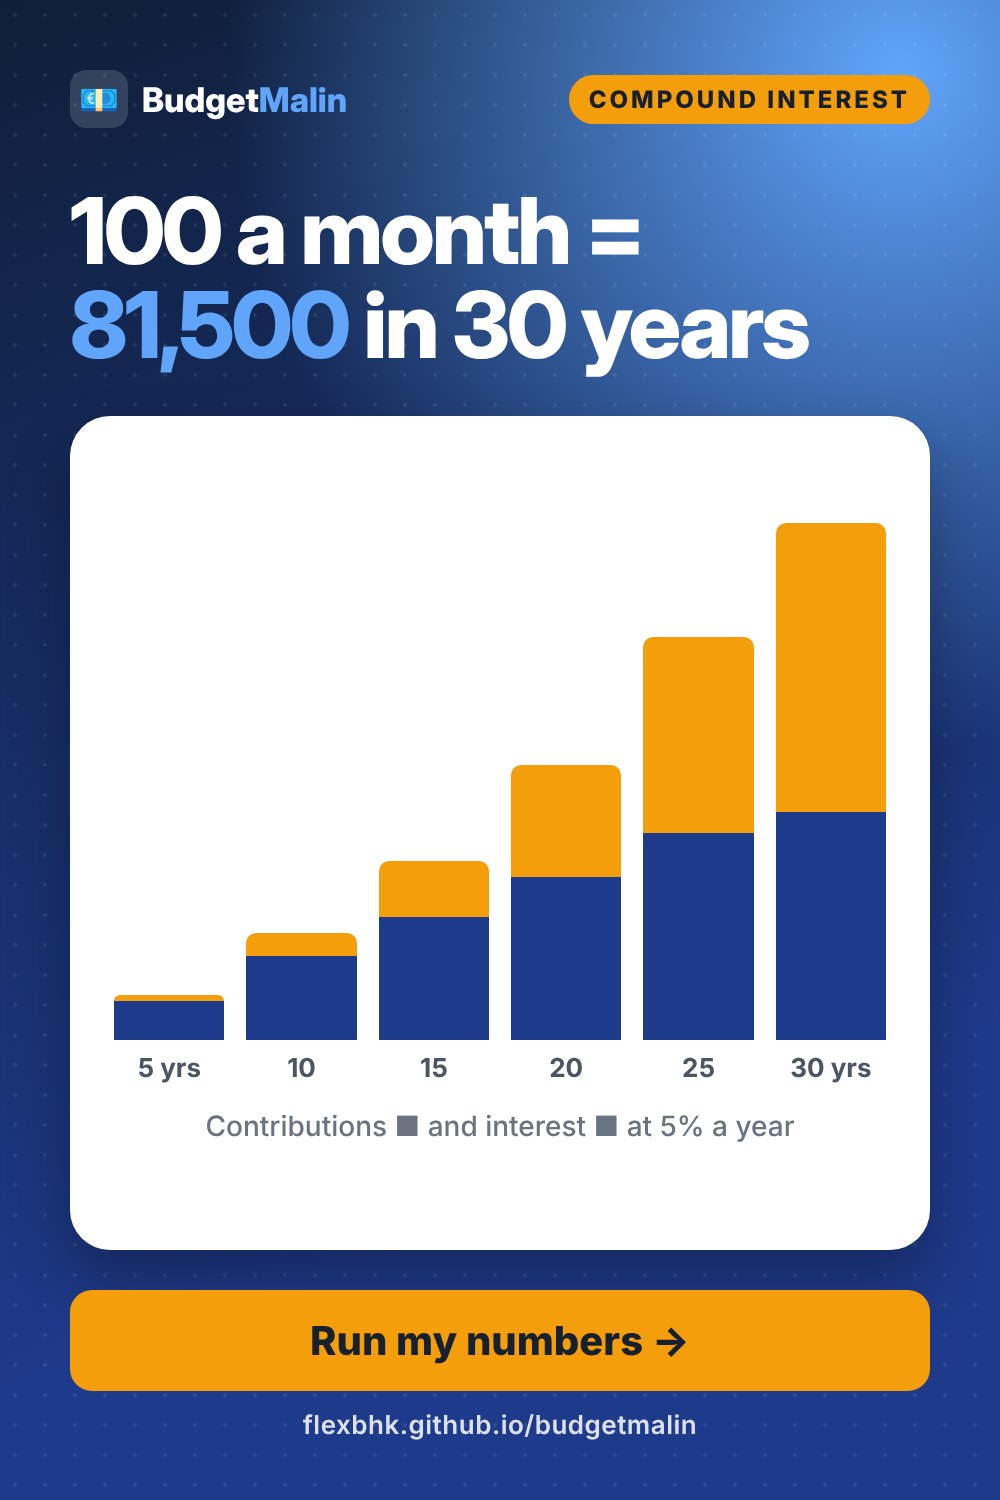 BudgetMalin
COMPOUND INTEREST
100 a month =
81,500 in 30 years
5 yrs 10 15 20 25 30 yrs
Contributions ■ and interest ■ at 5% a year
Run my numbers →
flexbhk.github.io/budgetmalin